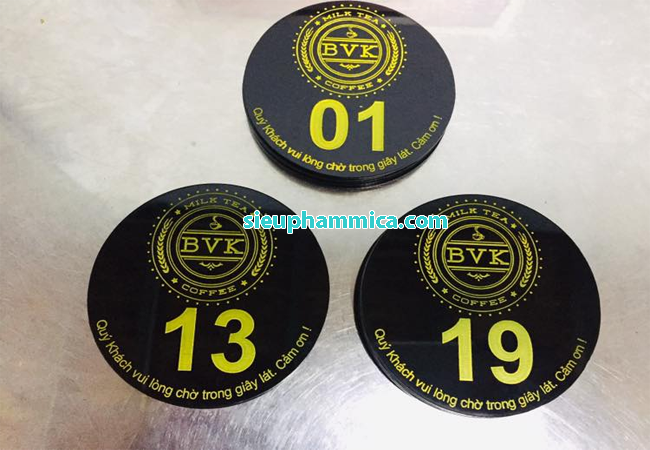 MILK TEA
BVK
COFFEE
01
Quý Khách vui lòng chờ trong giây lát. Cảm ơn !
sieuphammica.com
MILK TEA
BVK
COFFEE
13
Quý Khách vui lòng chờ trong giây lát. Cảm ơn !
MILK TEA
BVK
COFFEE
19
Quý Khách vui lòng chờ trong giây lát. Cảm ơn !